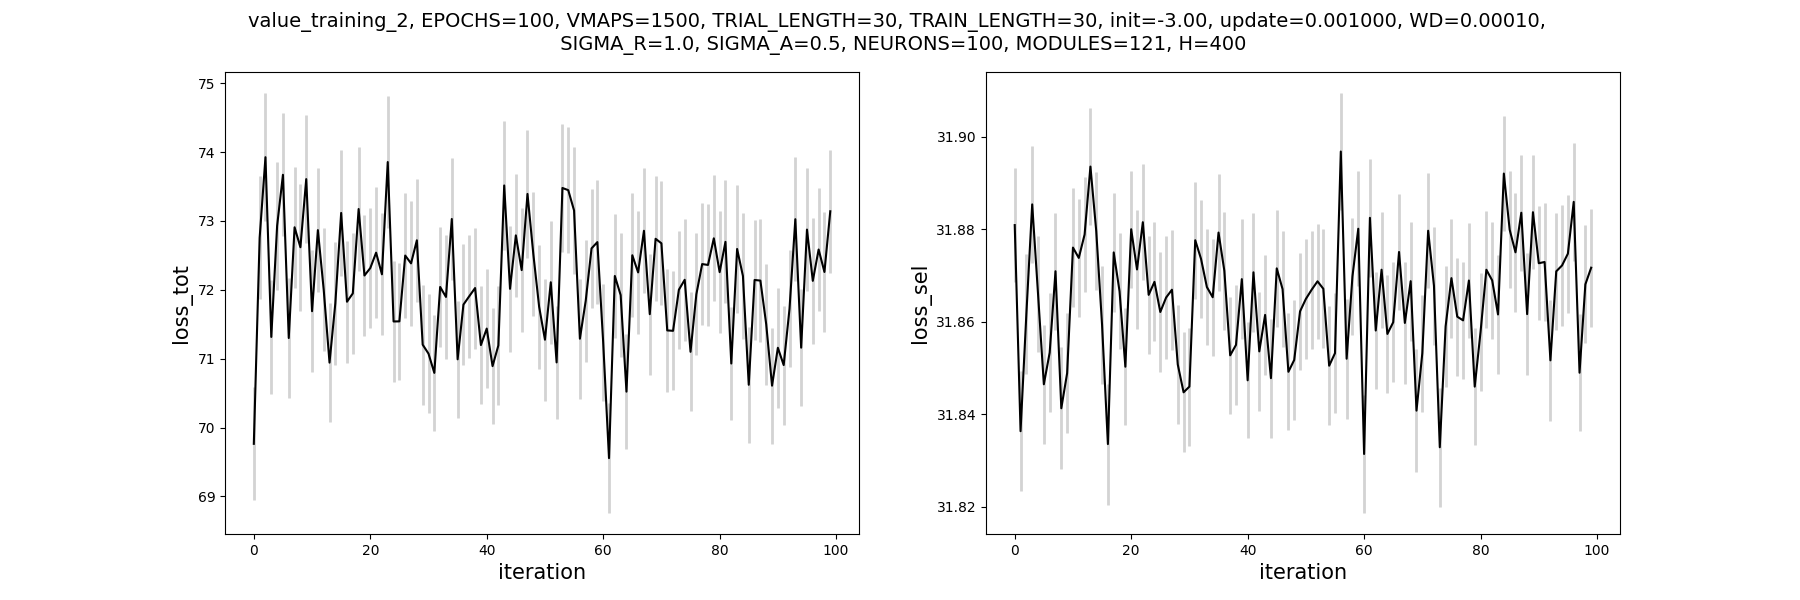 value_training_2, EPOCHS=100, VMAPS=1500, TRIAL_LENGTH=30, TRAIN_LENGTH=30, init=-3.00, update=0.001000, WD=0.00010,
SIGMA_R=1.0, SIGMA_A=0.5, NEURONS=100, MODULES=121, H=400
75
74
73
72
71
70
69
loss_tot
0 20 40 60 80 100
iteration
31.90
31.88
31.86
31.84
31.82
loss_sel
0 20 40 60 80 100
iteration